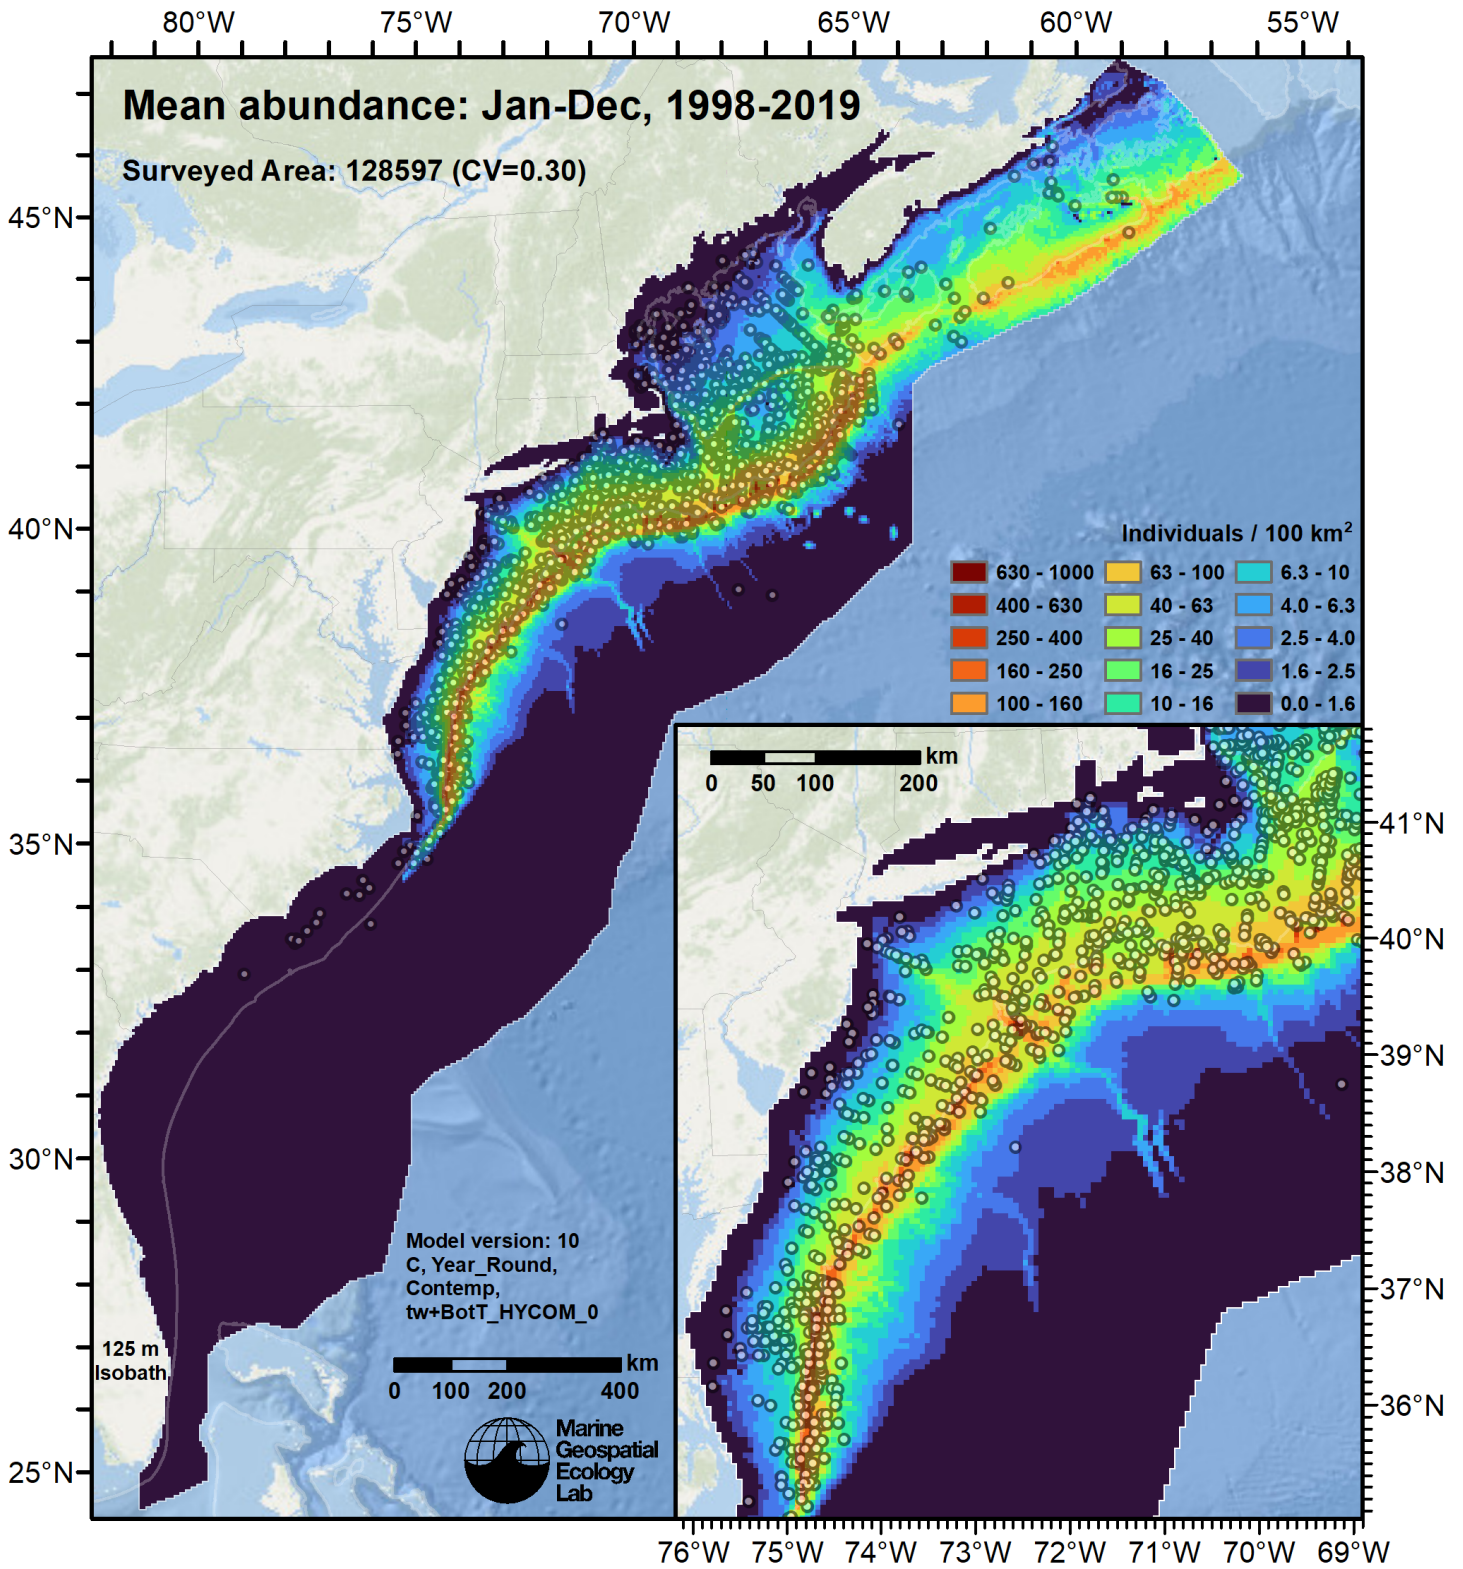 80°W 75°W 70°W 65°W 60°W 55°W
Mean abundance: Jan-Dec, 1998-2019
Surveyed Area: 128597 (CV=0.30)
45°N
40°N
35°N
30°N
25°N
Individuals / 100 km²
630 - 1000 63 - 100 6.3 - 10
400 - 630 40 - 63 4.0 - 6.3
250 - 400 25 - 40 2.5 - 4.0
160 - 250 16 - 25 1.6 - 2.5
100 - 160 10 - 16 0.0 - 1.6
km
0 50 100 200
41°N
40°N
39°N
38°N
37°N
36°N
Model version: 10
C, Year_Round,
Contemp,
tw+BotT_HYCOM_0
125 m
Isobath
km
0 100 200 400
Marine
Geospatial
Ecology
Lab
76°W 75°W 74°W 73°W 72°W 71°W 70°W 69°W